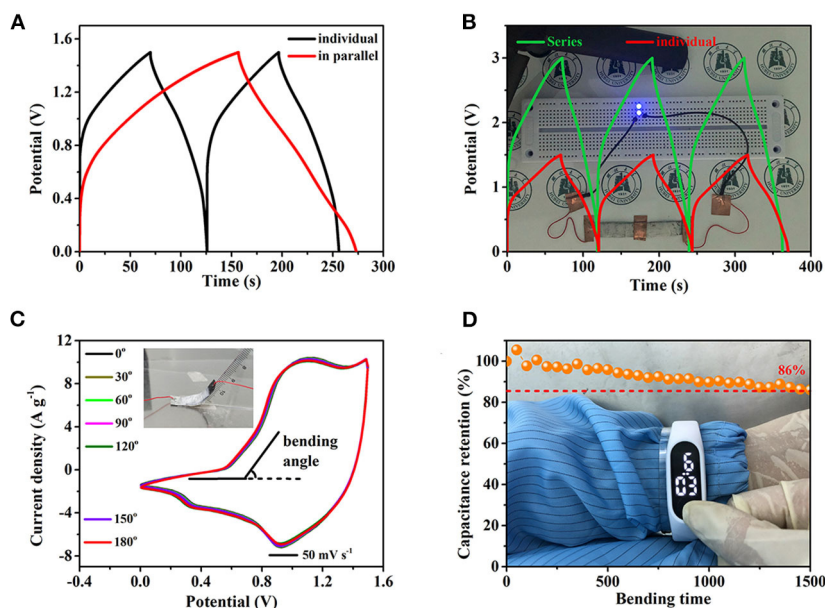 A
individual
in parallel
1.6
1.2
0.8
0.4
0.0
0
50
100
150
200
250
300
Potential (V)
Time (s)
B
Series
individual
3
2
1
0
0
100
200
300
400
Potential (V)
Time (s)
C
0°
30°
60°
90°
120°
150°
180°
bending
angle
50 mV s⁻¹
12
8
4
0
-4
-8
-0.4
0.0
0.4
0.8
1.2
1.6
Current density (A g⁻¹)
Potential (V)
D
86%
100
80
60
40
20
0
0
500
1000
1500
Capacitance retention (%)
Bending time